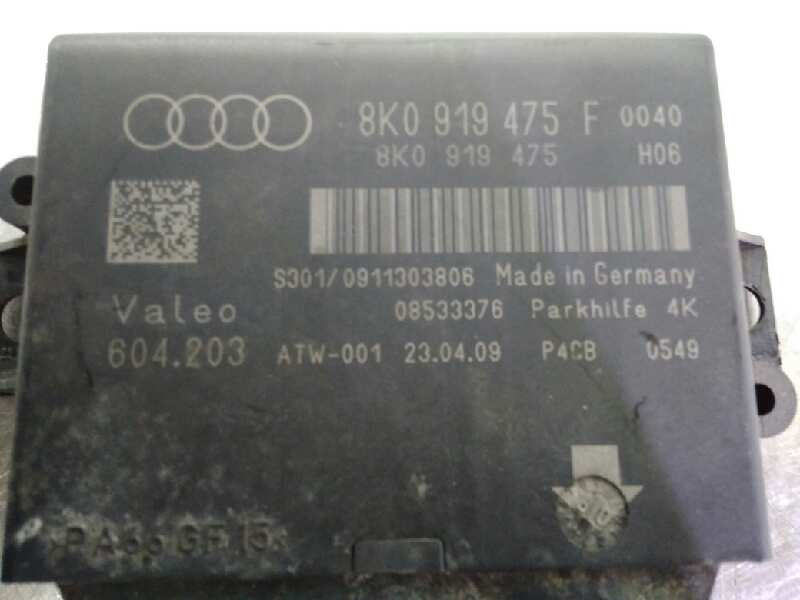 8K0 919 475 F 0040
8K0 919 475 H06
S301/0911303806 Made in Germany
Valeo 08533376 Parkhilfe 4K
604.203 ATW-001 23.04.09 P4CB 0549
PA66GF15